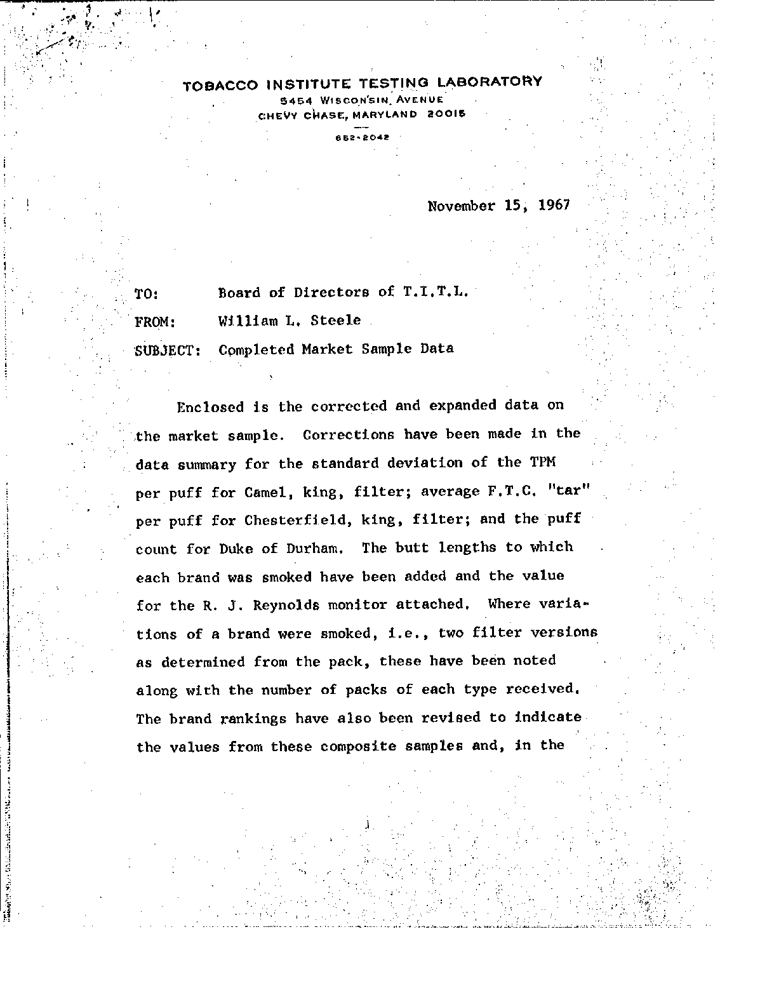 TOBACCO INSTITUTE TESTING LABORATORY
5454 WISCONSIN AVENUE
CHEVY CHASE, MARYLAND 20015
652-2042
November 15, 1967
TO: Board of Directors of T.I.T.L.
FROM: William L. Steele
SUBJECT: Completed Market Sample Data
Enclosed is the corrected and expanded data on
the market sample. Corrections have been made in the
data summary for the standard deviation of the TPM
per puff for Camel, king, filter; average F.T.C. "tar"
per puff for Chesterfield, king, filter; and the puff
count for Duke of Durham. The butt lengths to which
each brand was smoked have been added and the value
for the R. J. Reynolds monitor attached. Where varia-
tions of a brand were smoked, i.e., two filter versions
as determined from the pack, these have been noted
along with the number of packs of each type received.
The brand rankings have also been revised to indicate
the values from these composite samples and, in the